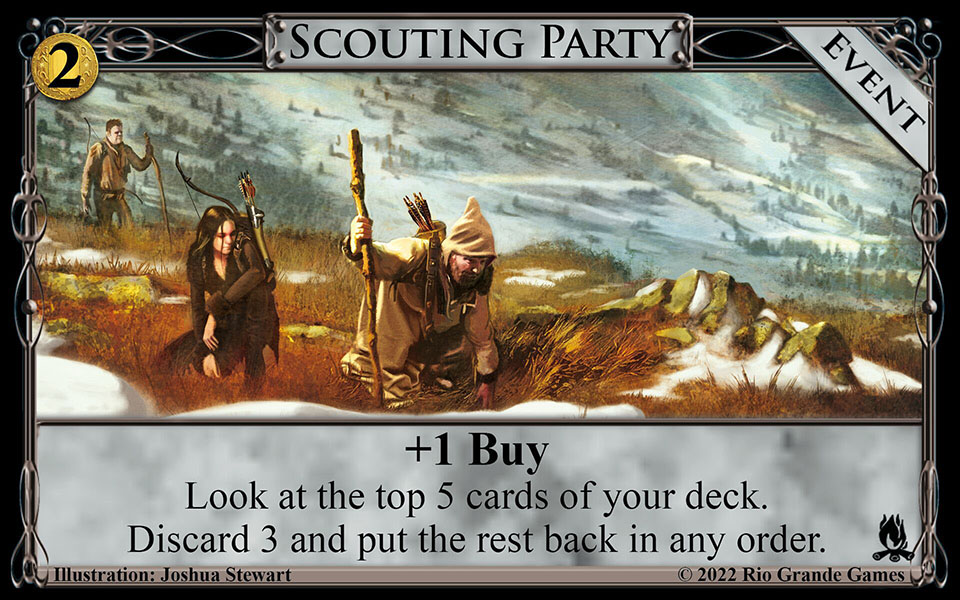 2
SCOUTING PARTY
EVENT
+1 Buy
Look at the top 5 cards of your deck.
Discard 3 and put the rest back in any order.
Illustration: Joshua Stewart
© 2022 Rio Grande Games